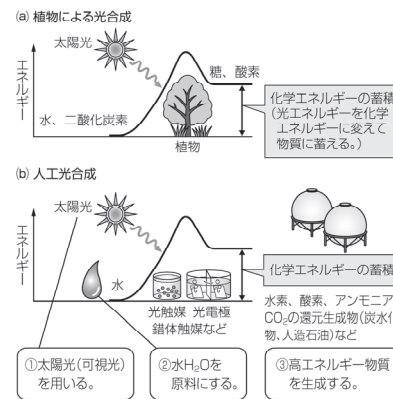 (a) 植物による光合成
太陽光
エネルギー
糖、酸素
水、二酸化炭素
植物
化学エネルギーの蓄積
(光エネルギーを化学
エネルギーに変えて
物質に蓄える。)
(b) 人工光合成
太陽光
エネルギー
水
光触媒 光電極
錯体触媒など
化学エネルギーの蓄積
水素、酸素、アンモニア
CO₂の還元生成物(炭水化
物、人造石油)など
①太陽光(可視光)
を用いる。
②水H₂Oを
原料にする。
③高エネルギー物質
を生成する。